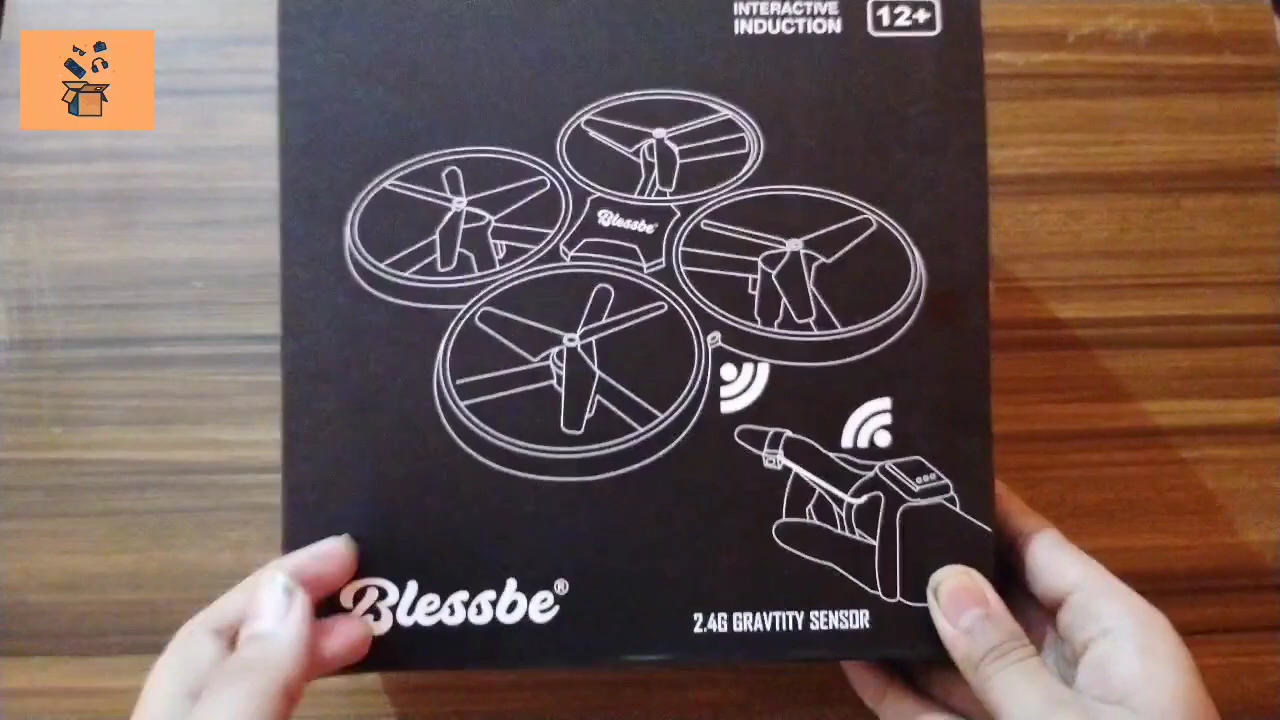 INTERACTIVE
INDUCTION
12+
Blessbe
Blessbe®
2.4G GRAVTITY SENSOR